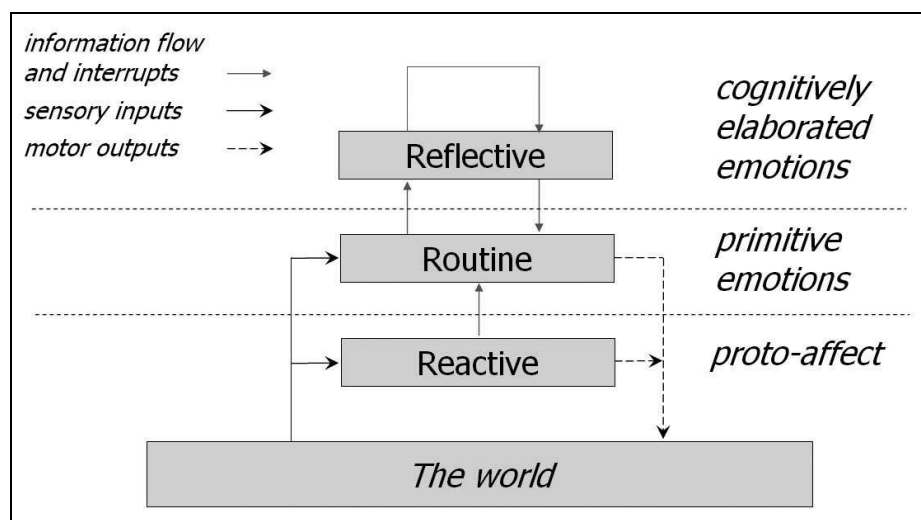 information flow
and interrupts
sensory inputs
motor outputs
cognitively
elaborated
emotions
Reflective
primitive
emotions
Routine
proto-affect
Reactive
The world